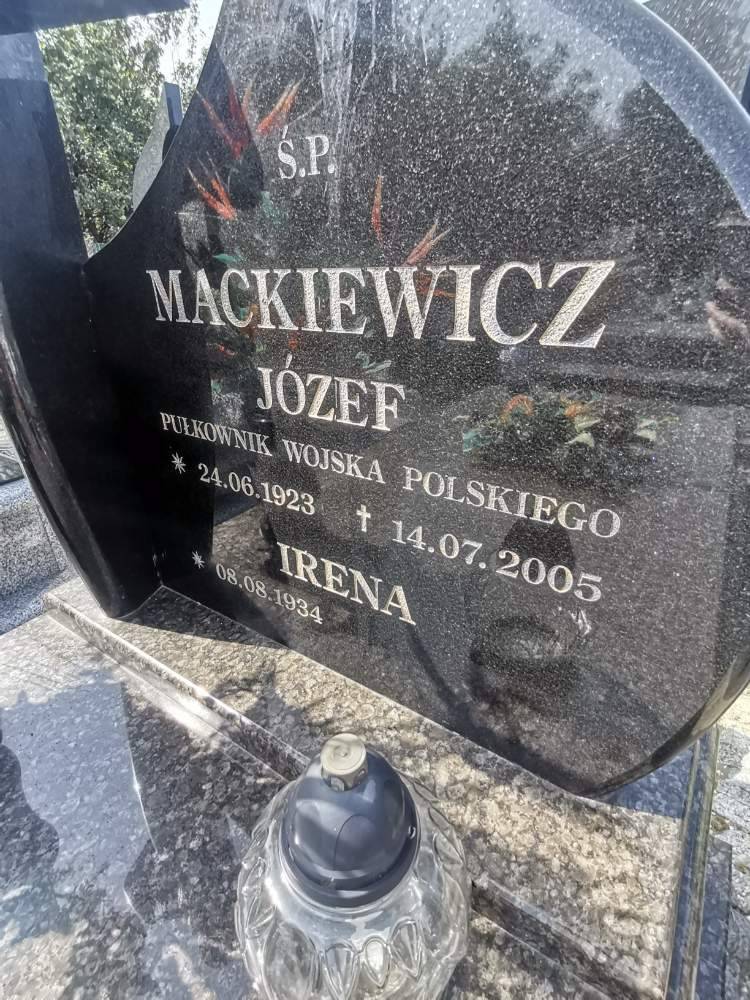 Ś.P.
MACKIEWICZ
JÓZEF
PUŁKOWNIK WOJSKA POLSKIEGO
* 24.06.1923 † 14.07.2005
IRENA
* 08.08.1934